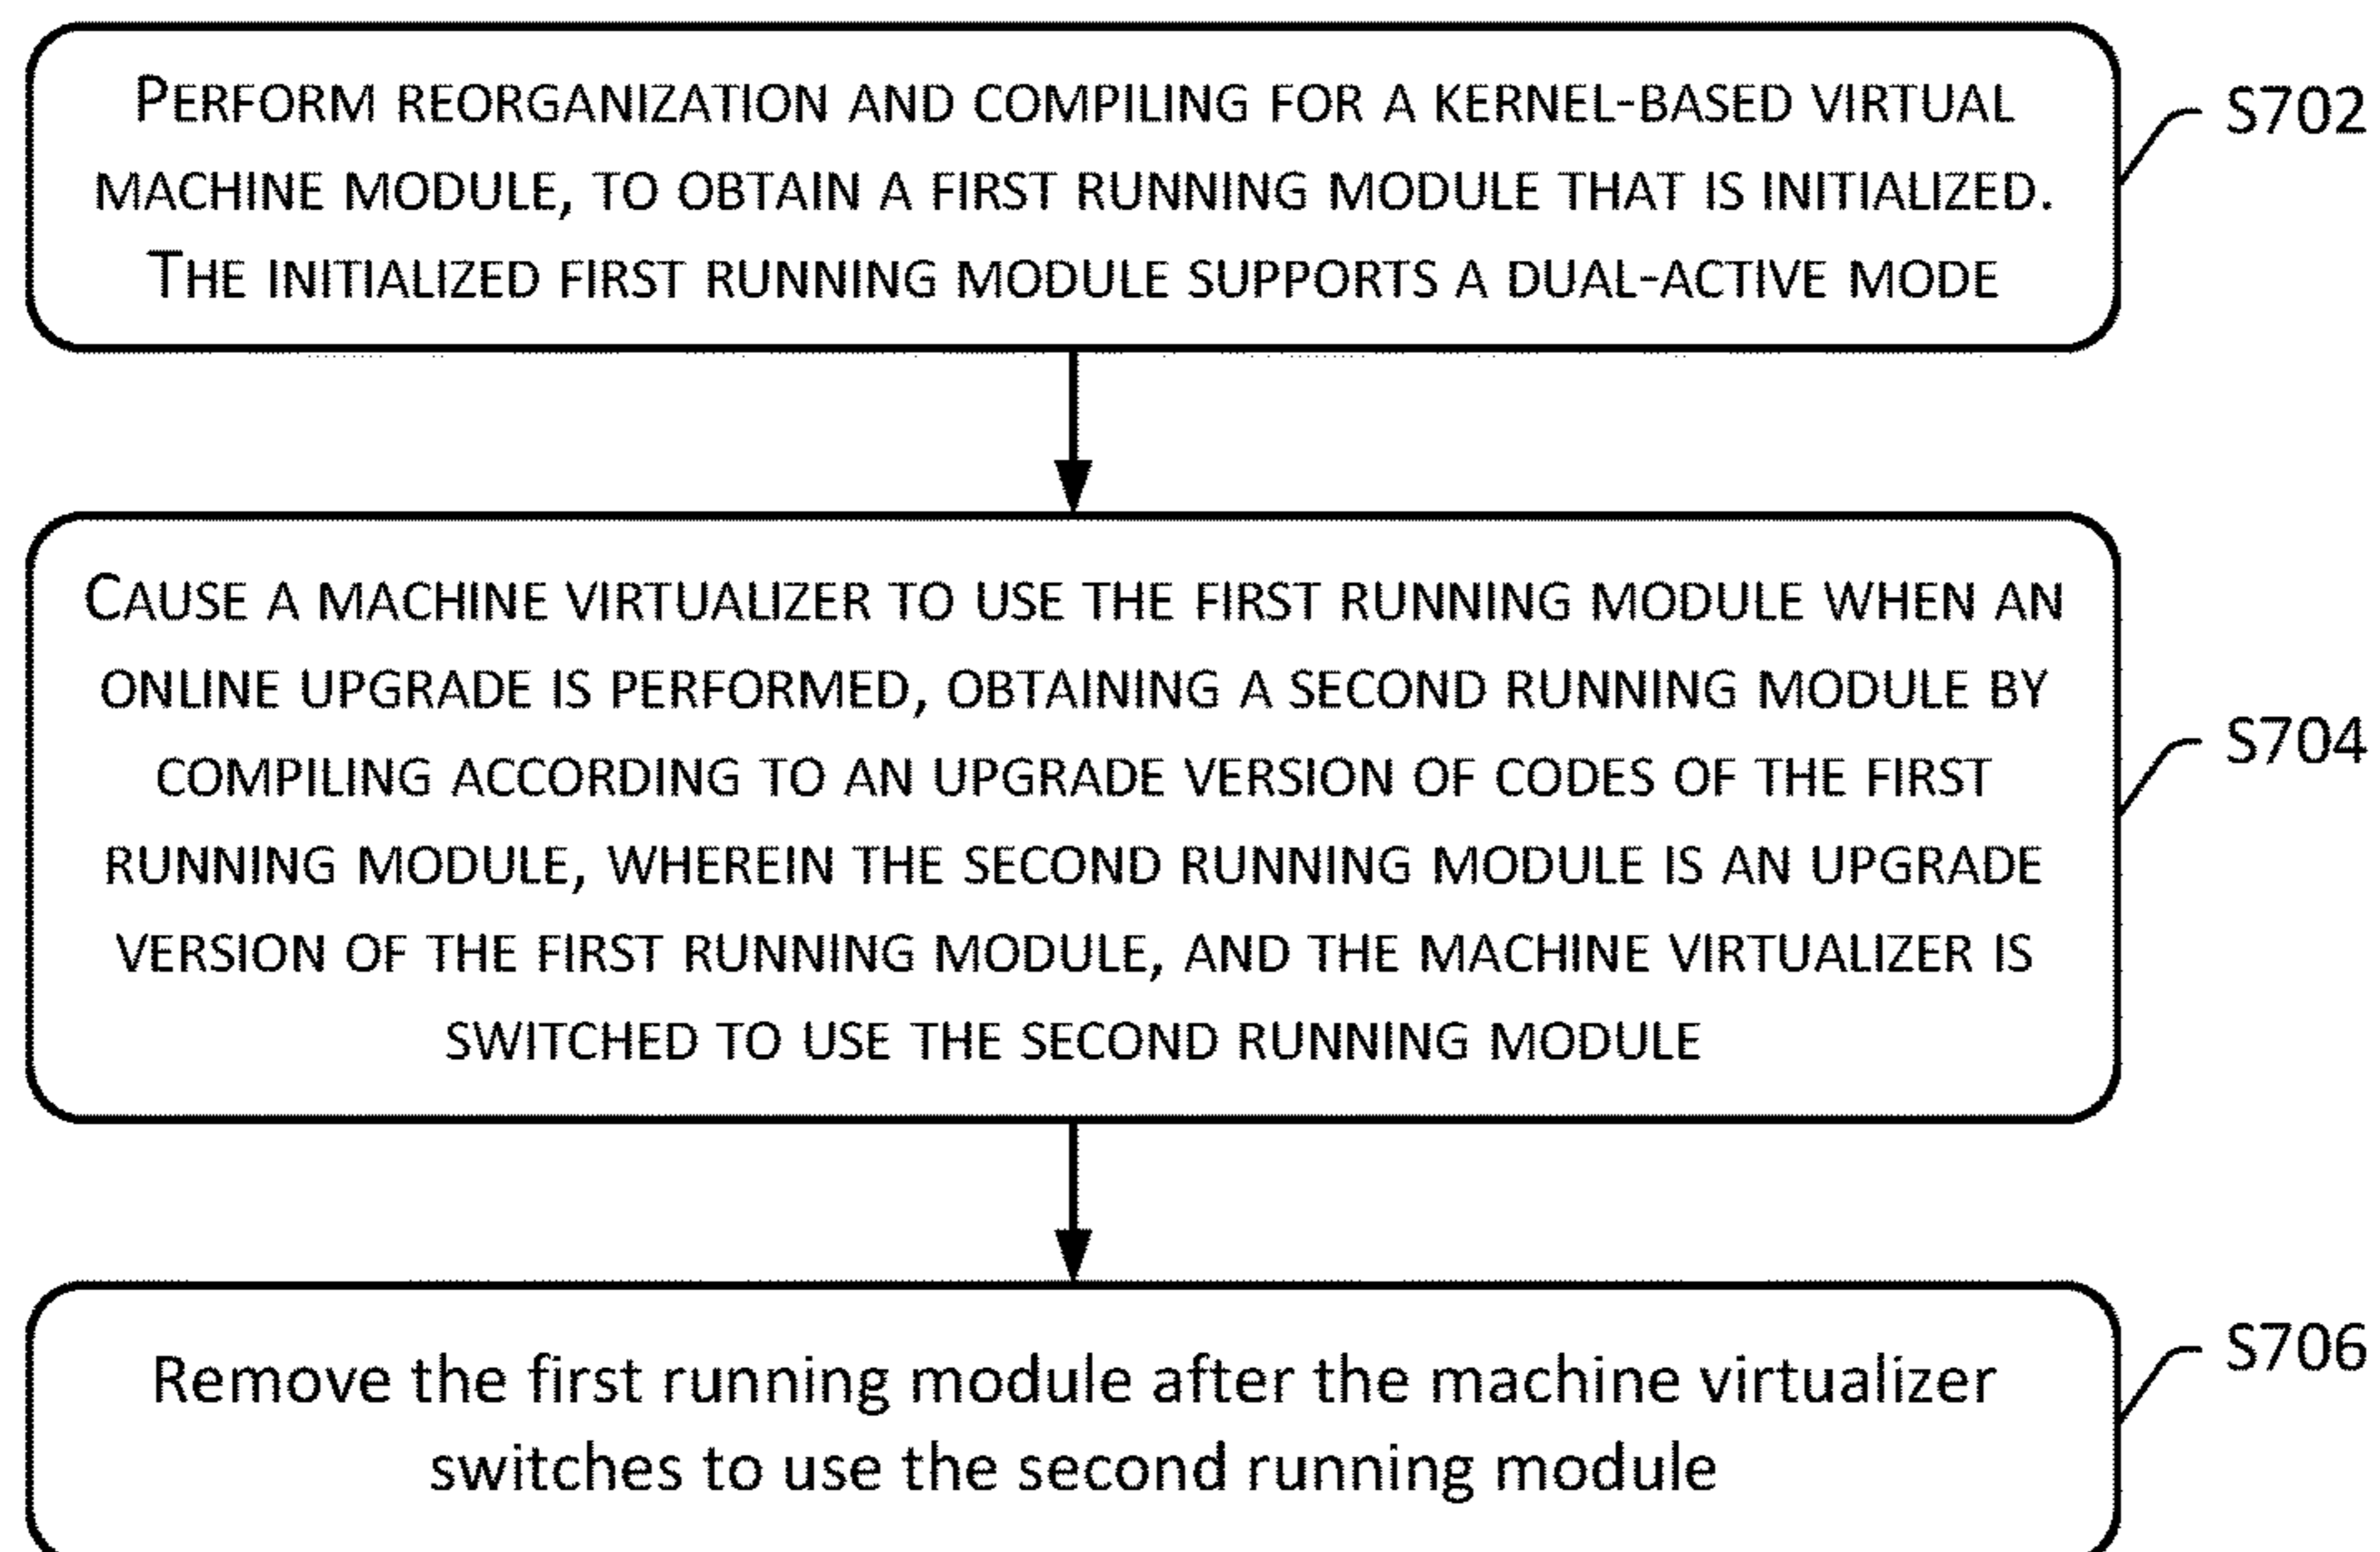 PERFORM REORGANIZATION AND COMPILING FOR A KERNEL-BASED VIRTUAL
MACHINE MODULE, TO OBTAIN A FIRST RUNNING MODULE THAT IS INITIALIZED.
THE INITIALIZED FIRST RUNNING MODULE SUPPORTS A DUAL-ACTIVE MODE
S702
CAUSE A MACHINE VIRTUALIZER TO USE THE FIRST RUNNING MODULE WHEN AN
ONLINE UPGRADE IS PERFORMED, OBTAINING A SECOND RUNNING MODULE BY
COMPILING ACCORDING TO AN UPGRADE VERSION OF CODES OF THE FIRST
RUNNING MODULE, WHEREIN THE SECOND RUNNING MODULE IS AN UPGRADE
VERSION OF THE FIRST RUNNING MODULE, AND THE MACHINE VIRTUALIZER IS
SWITCHED TO USE THE SECOND RUNNING MODULE
S704
Remove the first running module after the machine virtualizer
switches to use the second running module
S706